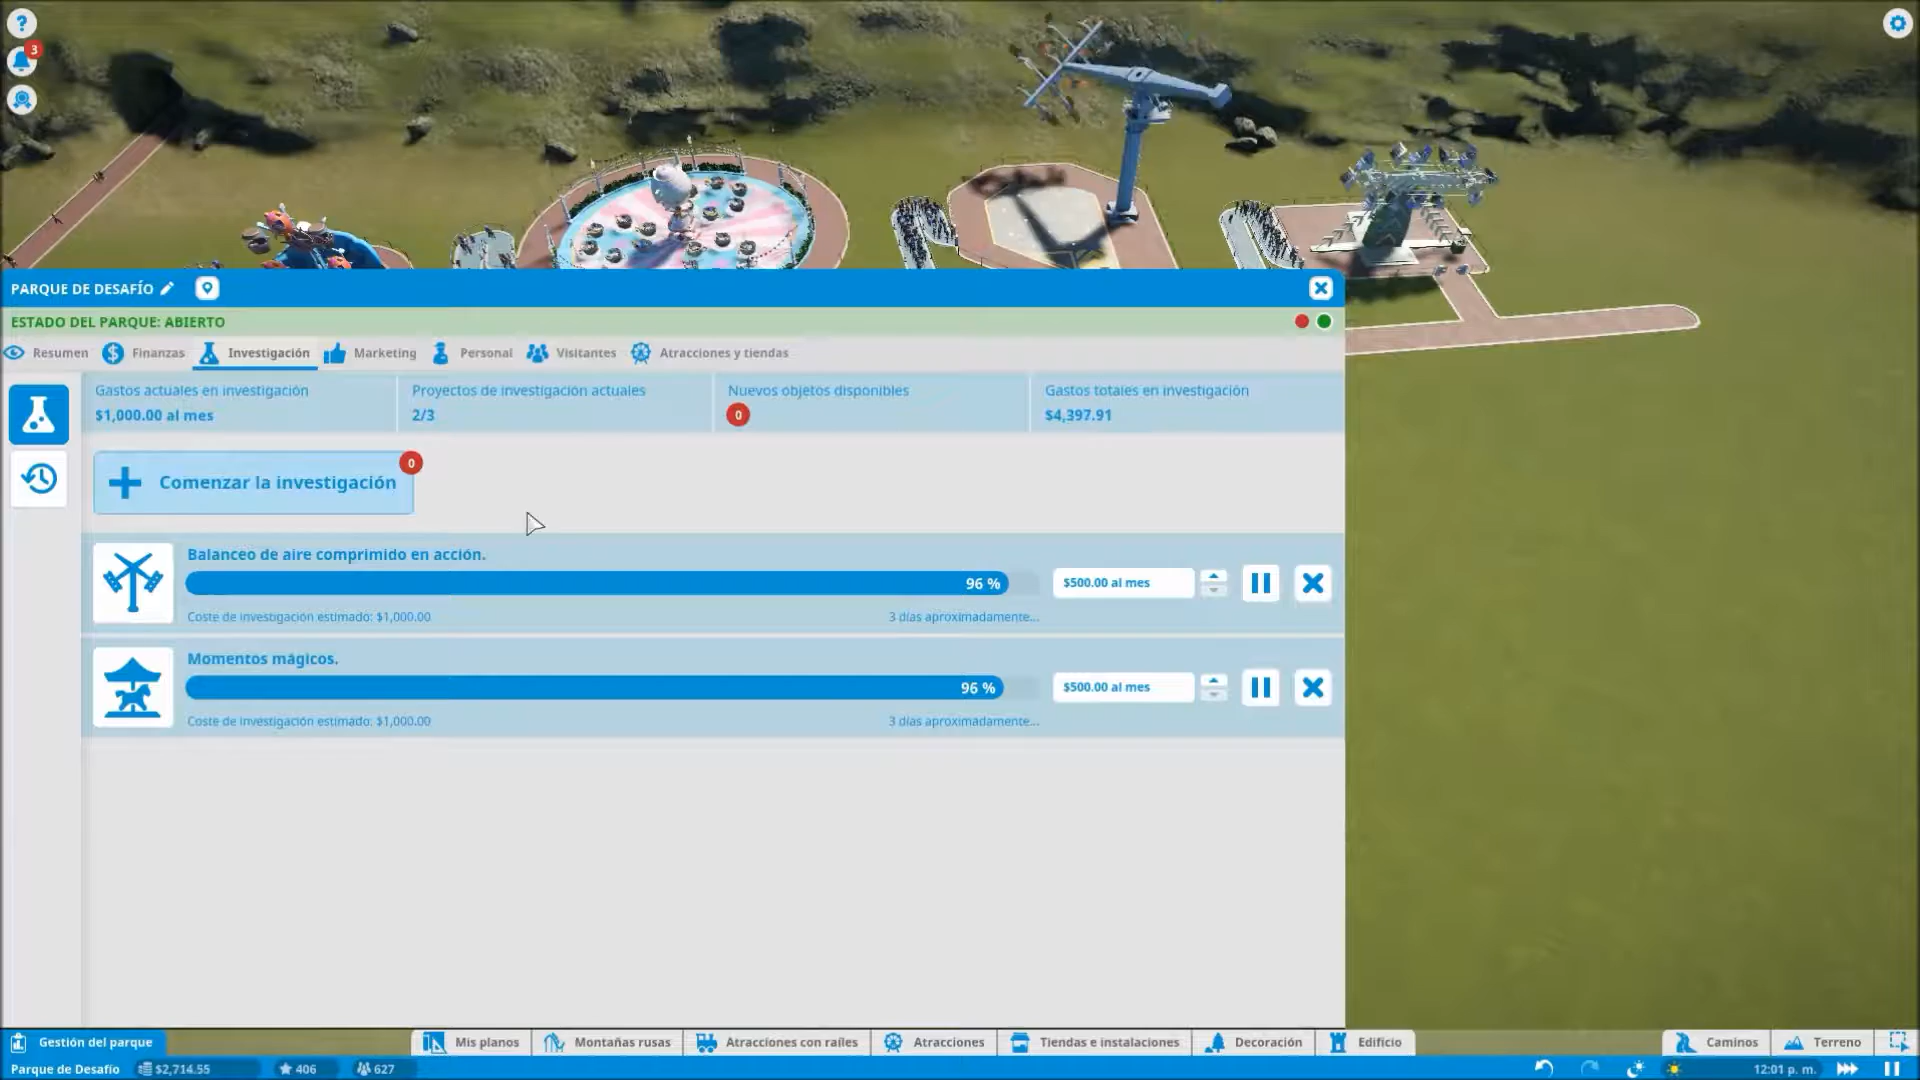 ?
3
PARQUE DE DESAFÍO
ESTADO DEL PARQUE: ABIERTO
Resumen
Finanzas
Investigación
Marketing
Personal
Visitantes
Atracciones y tiendas
Gastos actuales en investigación
$1,000.00 al mes
Proyectos de investigación actuales
2/3
Nuevos objetos disponibles
0
Gastos totales en investigación
$4,397.91
Comenzar la investigación
0
Balanceo de aire comprimido en acción.
96 %
$500.00 al mes
Coste de investigación estimado: $1,000.00
3 días aproximadamente...
Momentos mágicos.
96 %
$500.00 al mes
Coste de investigación estimado: $1,000.00
3 días aproximadamente...
Gestión del parque
Mis planos
Montañas rusas
Atracciones con raíles
Atracciones
Tiendas e instalaciones
Decoración
Edificio
Caminos
Terreno
Parque de Desafío
$2,714.55
406
627
12:01 p. m.